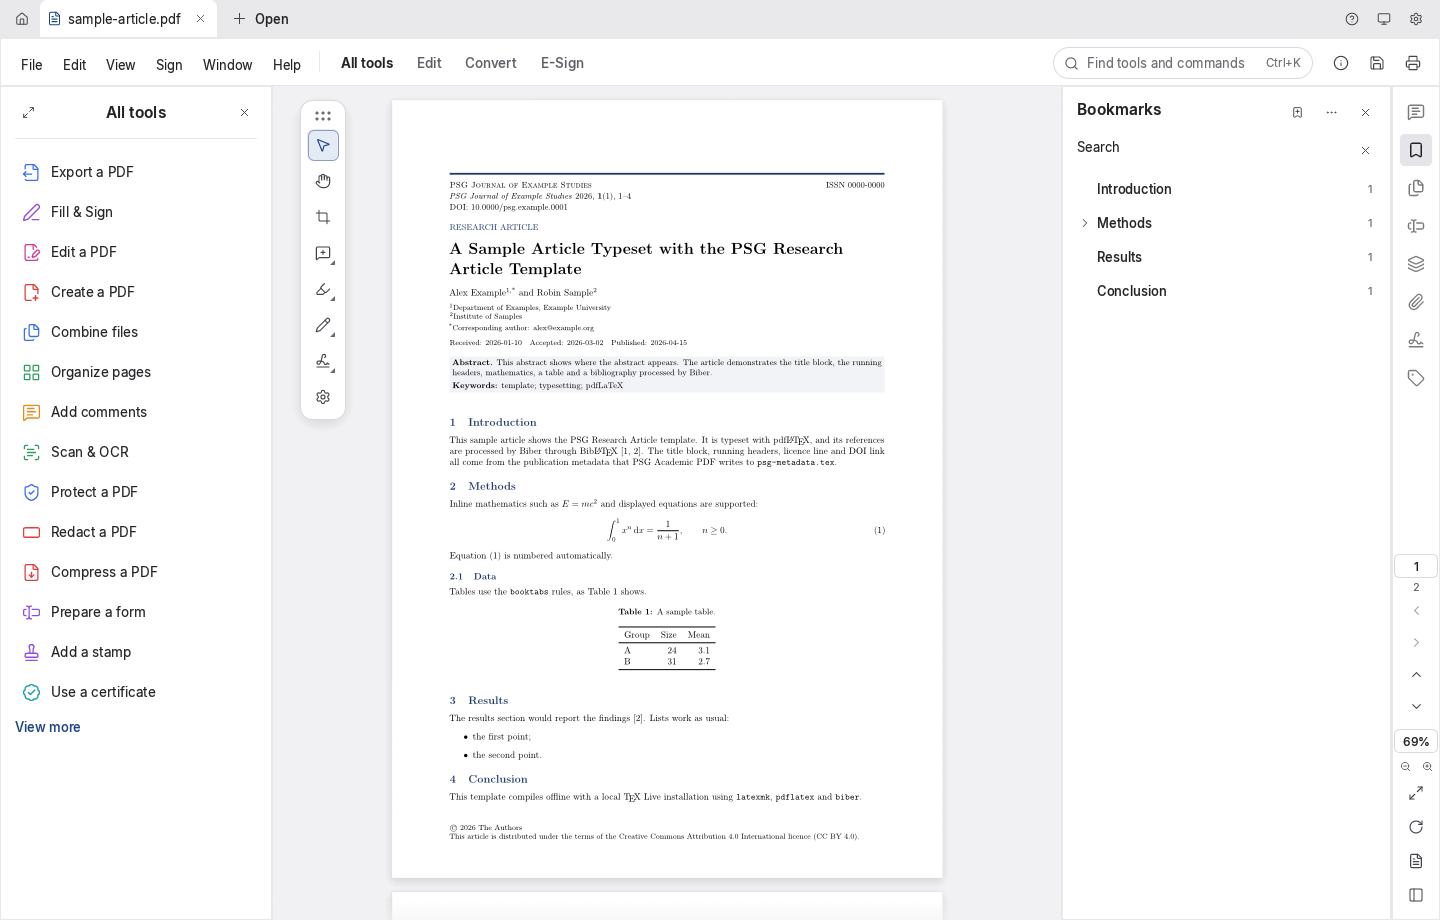 sample-article.pdf
Open
File Edit View Sign Window Help
All tools Edit Convert E-Sign
Find tools and commands Ctrl+K
All tools
Export a PDF
Fill & Sign
Edit a PDF
Create a PDF
Combine files
Organize pages
Add comments
Scan & OCR
Protect a PDF
Redact a PDF
Compress a PDF
Prepare a form
Add a stamp
Use a certificate
View more
PSG Journal of Example Studies ISSN 0000-0000
PSG Journal of Example Studies 2026, 1(1), 1–4
DOI: 10.0000/psg.example.0001
RESEARCH ARTICLE
A Sample Article Typeset with the PSG Research
Article Template
Alex Example1,* and Robin Sample2
1Department of Examples, Example University
2Institute of Samples
*Corresponding author: alex@example.org
Received: 2026-01-10 Accepted: 2026-03-02 Published: 2026-04-15
Abstract. This abstract shows where the abstract appears. The article demonstrates the title block, the running
headers, mathematics, a table and a bibliography processed by Biber.
Keywords: template; typesetting; pdfLaTeX
1 Introduction
This sample article shows the PSG Research Article template. It is typeset with pdfLATEX, and its references
are processed by Biber through BibLATEX [1, 2]. The title block, running headers, licence line and DOI link
all come from the publication metadata that PSG Academic PDF writes to psg-metadata.tex.
2 Methods
Inline mathematics such as E = mc² and displayed equations are supported:
∫₀¹ xⁿ dx = 1/(n + 1), n ≥ 0. (1)
Equation (1) is numbered automatically.
2.1 Data
Tables use the booktabs rules, as Table 1 shows.
Table 1: A sample table.
Group Size Mean
A 24 3.1
B 31 2.7
3 Results
The results section would report the findings [2]. Lists work as usual:
• the first point;
• the second point.
4 Conclusion
This template compiles offline with a local TEX Live installation using latexmk, pdflatex and biber.
© 2026 The Authors
This article is distributed under the terms of the Creative Commons Attribution 4.0 International licence (CC BY 4.0).
Bookmarks
Search
Introduction 1
Methods 1
Results 1
Conclusion 1
1
2
69%